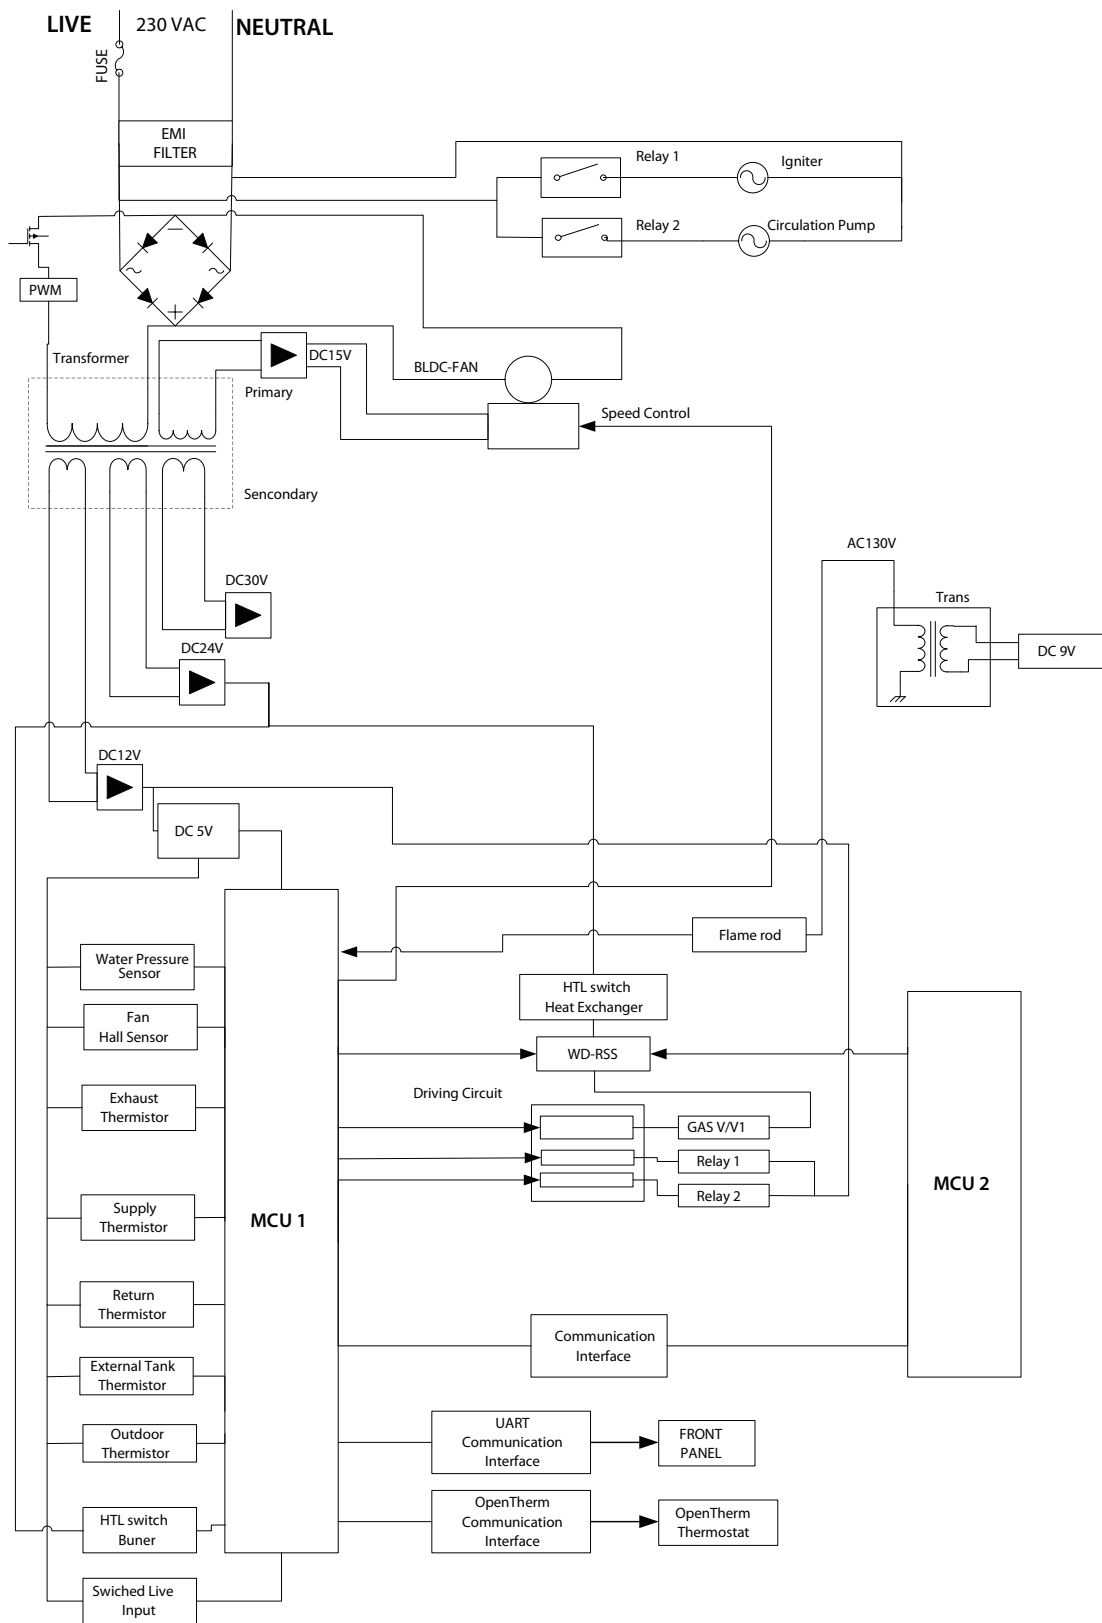 LIVE 230 VAC NEUTRAL
FUSE
EMI
FILTER
Relay 1
Igniter
Relay 2
Circulation Pump
PWM
Transformer
DC15V
BLDC-FAN
Primary
Speed Control
Sencondary
AC130V
DC30V
Trans
DC24V
DC 9V
DC12V
DC 5V
Flame rod
Water Pressure
Sensor
HTL switch
Heat Exchanger
Fan
Hall Sensor
WD-RSS
Driving Circuit
Exhaust
Thermistor
GAS V/V1
Relay 1
Relay 2
MCU 2
Supply
Thermistor
MCU 1
Return
Thermistor
Communication
Interface
External Tank
Thermistor
Outdoor
Thermistor
UART
Communication
Interface
FRONT
PANEL
HTL switch
Buner
OpenTherm
Communication
Interface
OpenTherm
Thermostat
Swiched Live
Input